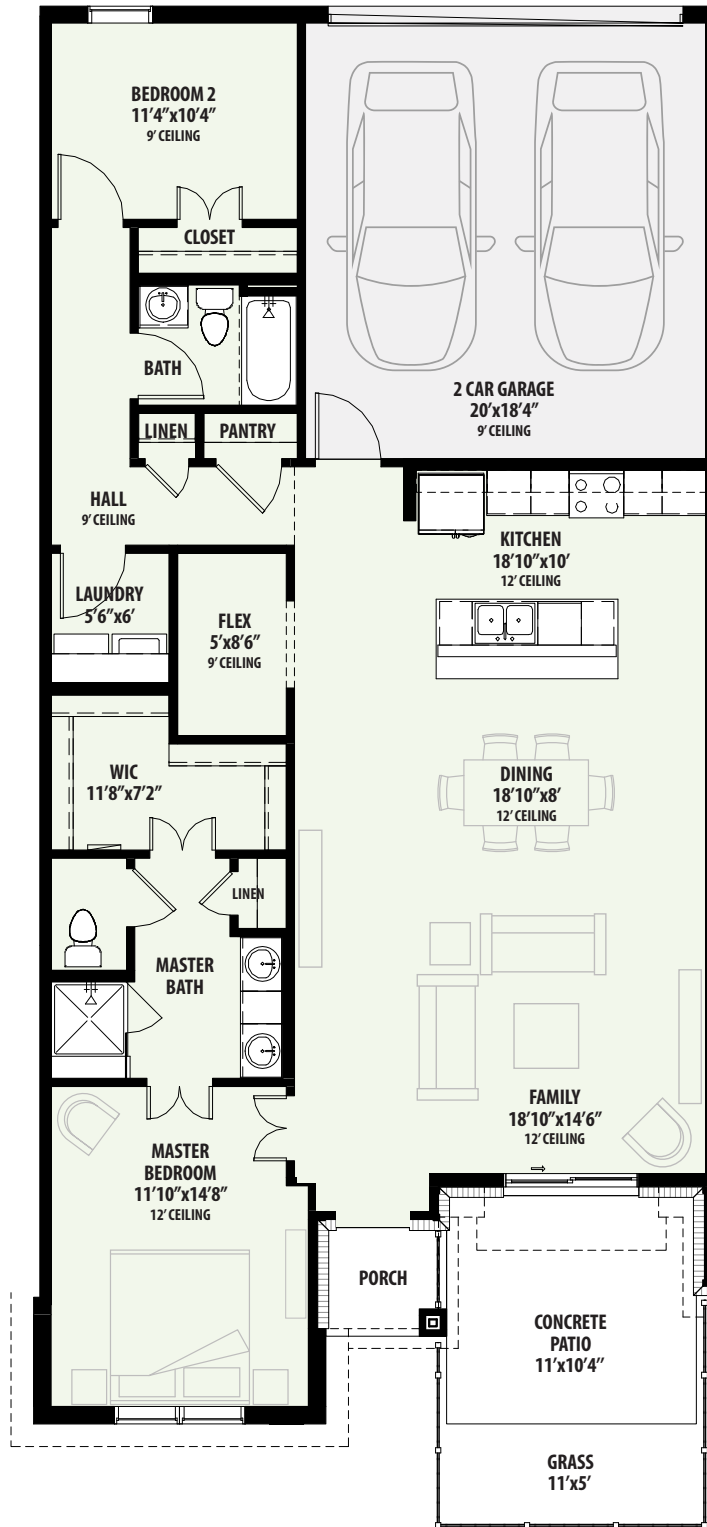 BEDROOM 2
11'4"x10'4"
9' CEILING
CLOSET
BATH
2 CAR GARAGE
20'x18'4"
9' CEILING
LINEN
PANTRY
HALL
9' CEILING
KITCHEN
18'10"x10'
12' CEILING
LAUNDRY
5'6"x6'
FLEX
5'x8'6"
9' CEILING
WIC
11'8"x7'2"
DINING
18'10"x8'
12' CEILING
LINEN
MASTER
BATH
FAMILY
18'10"x14'6"
12' CEILING
MASTER
BEDROOM
11'10"x14'8"
12' CEILING
PORCH
CONCRETE
PATIO
11'x10'4"
GRASS
11'x5'